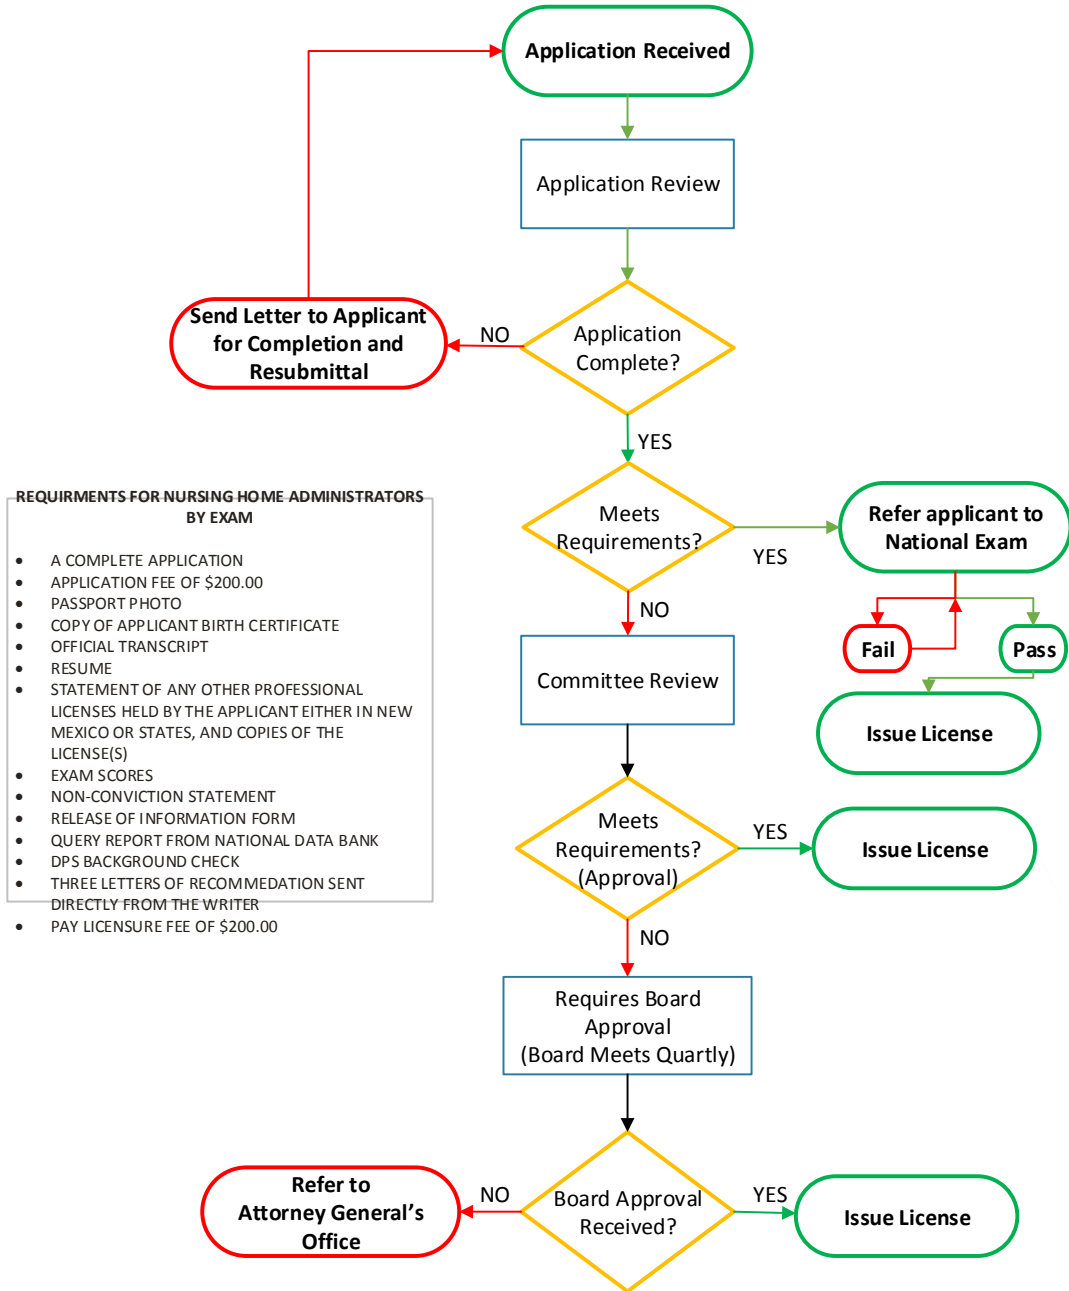 Application Received
Application Review
Application
Complete?
NO
Send Letter to Applicant
for Completion and
Resubmittal
YES
Meets
Requirements?
YES
Refer applicant to
National Exam
Fail
Pass
Issue License
NO
Committee Review
Meets
Requirements?
(Approval)
YES
Issue License
NO
Requires Board
Approval
(Board Meets Quartly)
Board Approval
Received?
NO
Refer to
Attorney General's
Office
YES
Issue License
REQUIRMENTS FOR NURSING HOME ADMINISTRATORS
BY EXAM
• A COMPLETE APPLICATION
• APPLICATION FEE OF $200.00
• PASSPORT PHOTO
• COPY OF APPLICANT BIRTH CERTIFICATE
• OFFICIAL TRANSCRIPT
• RESUME
• STATEMENT OF ANY OTHER PROFESSIONAL
LICENSES HELD BY THE APPLICANT EITHER IN NEW
MEXICO OR STATES, AND COPIES OF THE
LICENSE(S)
• EXAM SCORES
• NON-CONVICTION STATEMENT
• RELEASE OF INFORMATION FORM
• QUERY REPORT FROM NATIONAL DATA BANK
• DPS BACKGROUND CHECK
• THREE LETTERS OF RECOMMEDATION SENT
DIRECTLY FROM THE WRITER
• PAY LICENSURE FEE OF $200.00